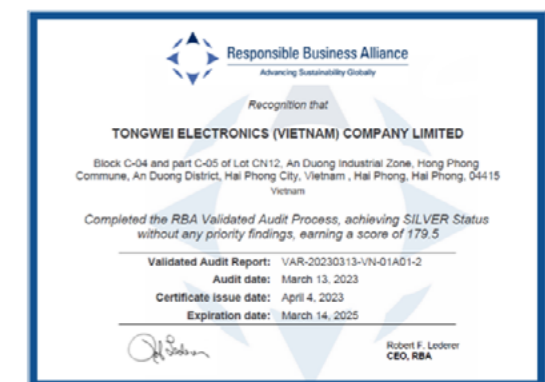 Responsible Business Alliance
Advancing Sustainability Globally
Recognition that
TONGWEI ELECTRONICS (VIETNAM) COMPANY LIMITED
Block C-04 and part C-05 of Lot CN12, An Duong Industrial Zone, Hong Phong
Commune, An Duong District, Hai Phong City, Vietnam , Hai Phong, Hai Phong, 04415
Vietnam
Completed the RBA Validated Audit Process, achieving SILVER Status
without any priority findings, earning a score of 179.5
Validated Audit Report: VAR-20230313-VN-01A01-2
Audit date: March 13, 2023
Certificate issue date: April 4, 2023
Expiration date: March 14, 2025
Robert F. Lederer
CEO, RBA